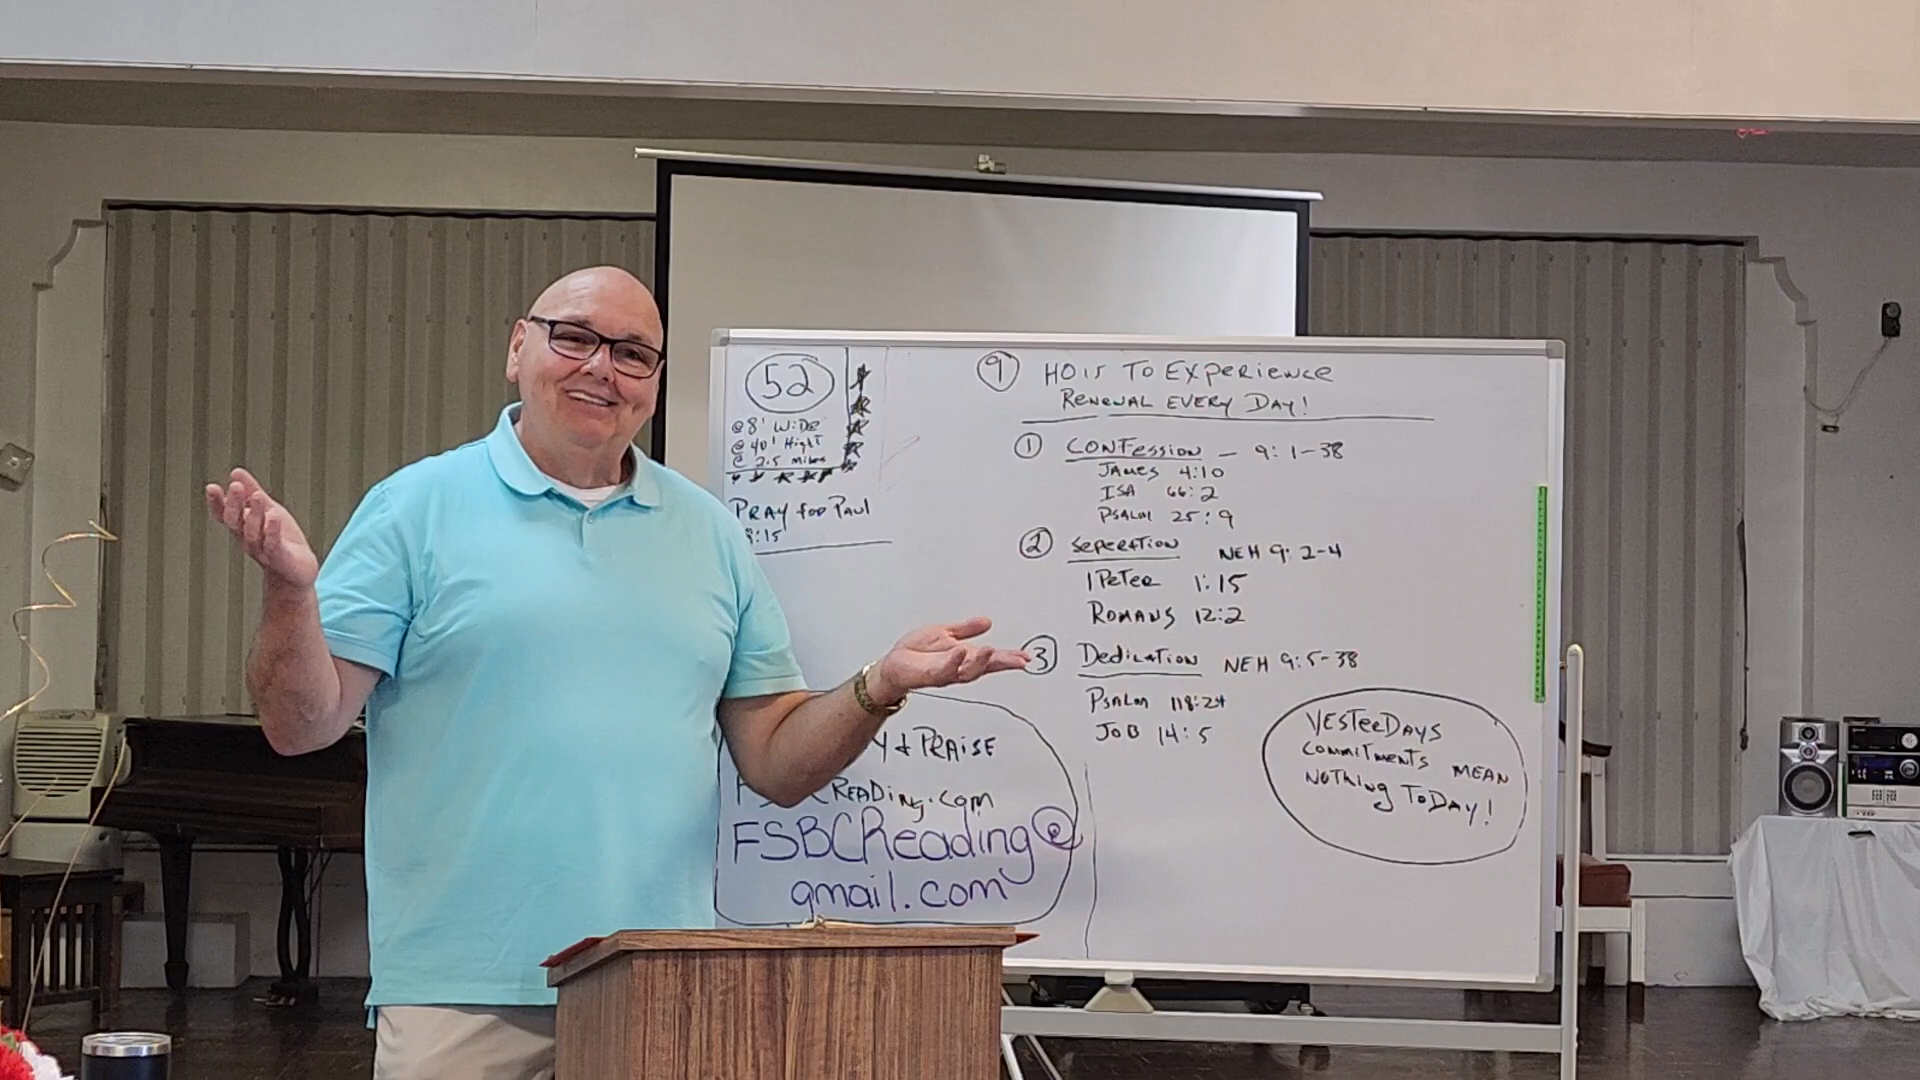 52
@8' WiDE
@40' Hight
@ 2.5 miles
PRAY for PAul
:15
Y & PRAiSE
READing.com
FSBCReading@
gmail.com
9 HOW TO EXPERIENCE
RENEWAL EVERY DAY!
1 CONFESSION - 9:1-38
JAMES 4:10
ISA 66:2
PSALM 25:9
2 SEPERATION NEH 9:2-4
1 PETER 1:15
ROMANS 12:2
3 DedicATION NEH 9:5-38
PSALM 118:24
JOB 14:5
YESTERDAYS
COMMITMENTS MEAN
NOTHING TODAY!